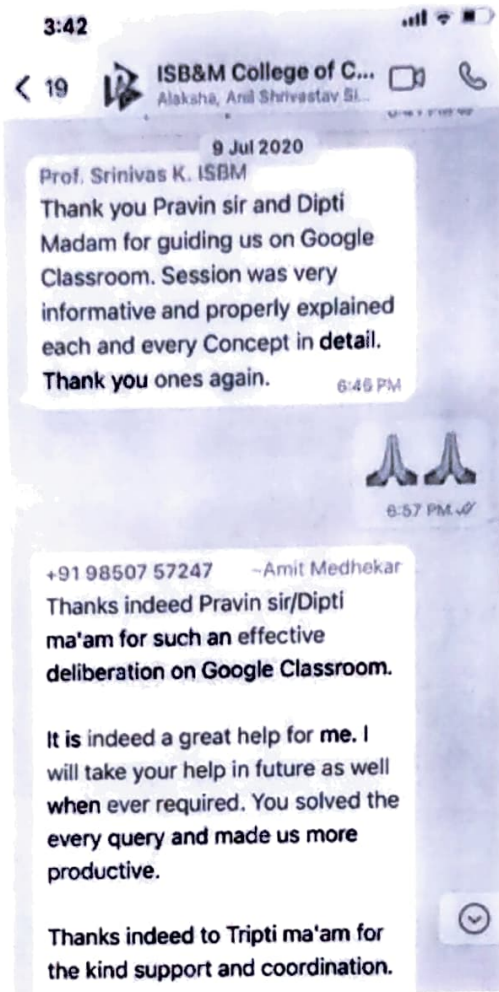 3:42
19
ISB&M College of C...
Alaksha, Anil Shrivastav Si...
9 Jul 2020
Prof. Srinivas K. ISBM
Thank you Pravin sir and Dipti
Madam for guiding us on Google
Classroom. Session was very
informative and properly explained
each and every Concept in detail.
Thank you ones again.
6:46 PM
6:57 PM
+91 98507 57247 ~Amit Medhekar
Thanks indeed Pravin sir/Dipti
ma'am for such an effective
deliberation on Google Classroom.
It is indeed a great help for me. I
will take your help in future as well
when ever required. You solved the
every query and made us more
productive.
Thanks indeed to Tripti ma'am for
the kind support and coordination.